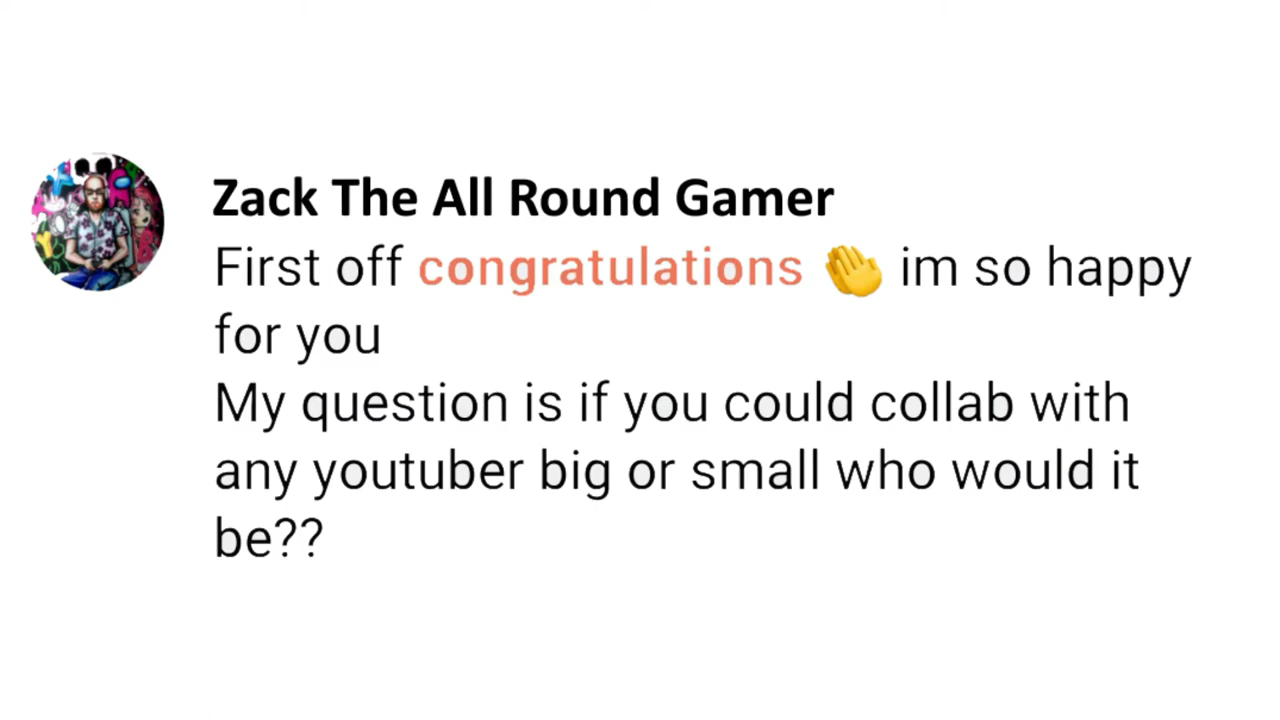 Zack The All Round Gamer
First off congratulations 👏 im so happy
for you
My question is if you could collab with
any youtuber big or small who would it
be??